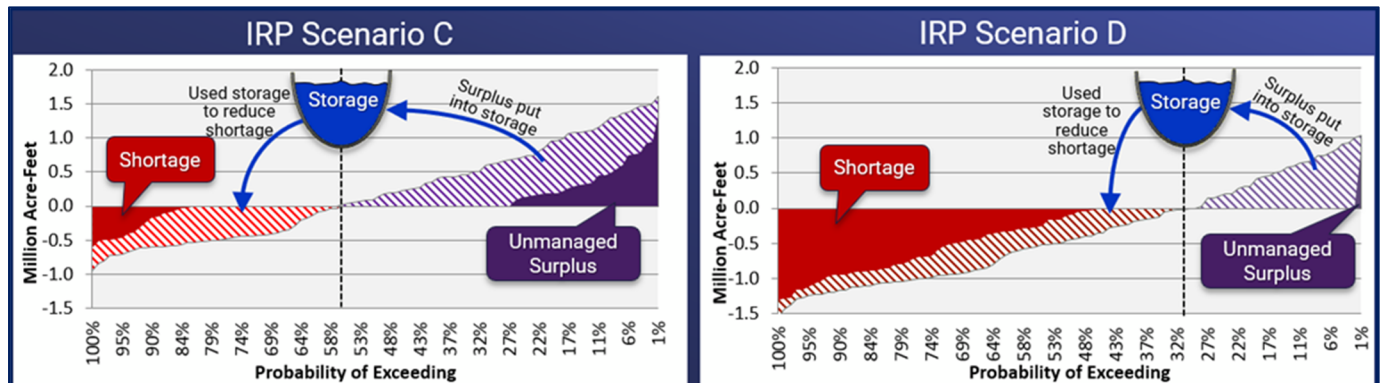 IRP Scenario C
2.0
1.5
1.0
0.5
0.0
-0.5
-1.0
-1.5
Million Acre-Feet
Used storage
to reduce
shortage
Storage
Surplus put
into storage
Shortage
Unmanaged
Surplus
100%
95%
90%
84%
79%
74%
69%
64%
58%
53%
48%
43%
37%
32%
27%
22%
17%
11%
6%
1%
Probability of Exceeding
IRP Scenario D
2.0
1.5
1.0
0.5
0.0
-0.5
-1.0
-1.5
Million Acre-Feet
Used
storage to
reduce
shortage
Storage
Surplus put
into storage
Shortage
Unmanaged
Surplus
100%
95%
90%
84%
79%
74%
69%
64%
58%
53%
48%
43%
37%
32%
27%
22%
17%
11%
6%
1%
Probability of Exceeding